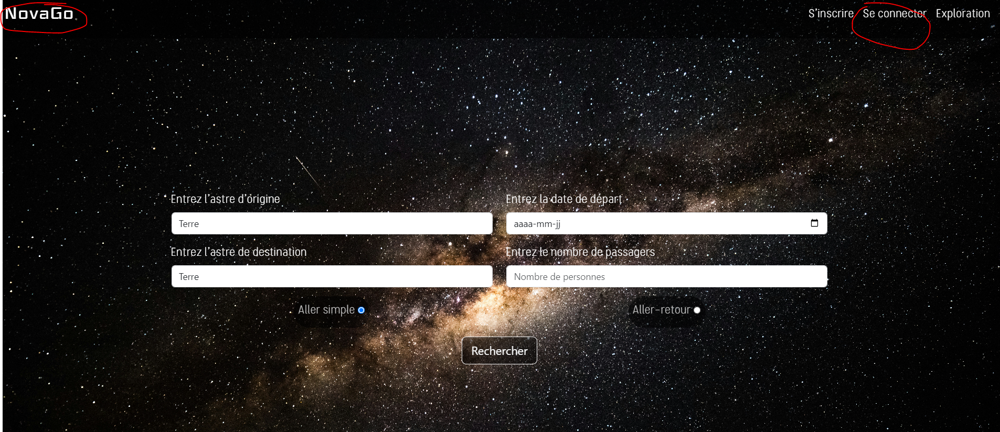 NovaGo
S'inscrire Se connecter Exploration
Entrez l'astre d'origine
Terre
Entrez la date de départ
aaaa-mm-jj
Entrez l'astre de destination
Terre
Entrez le nombre de passagers
Nombre de personnes
Aller simple
Aller-retour
Rechercher